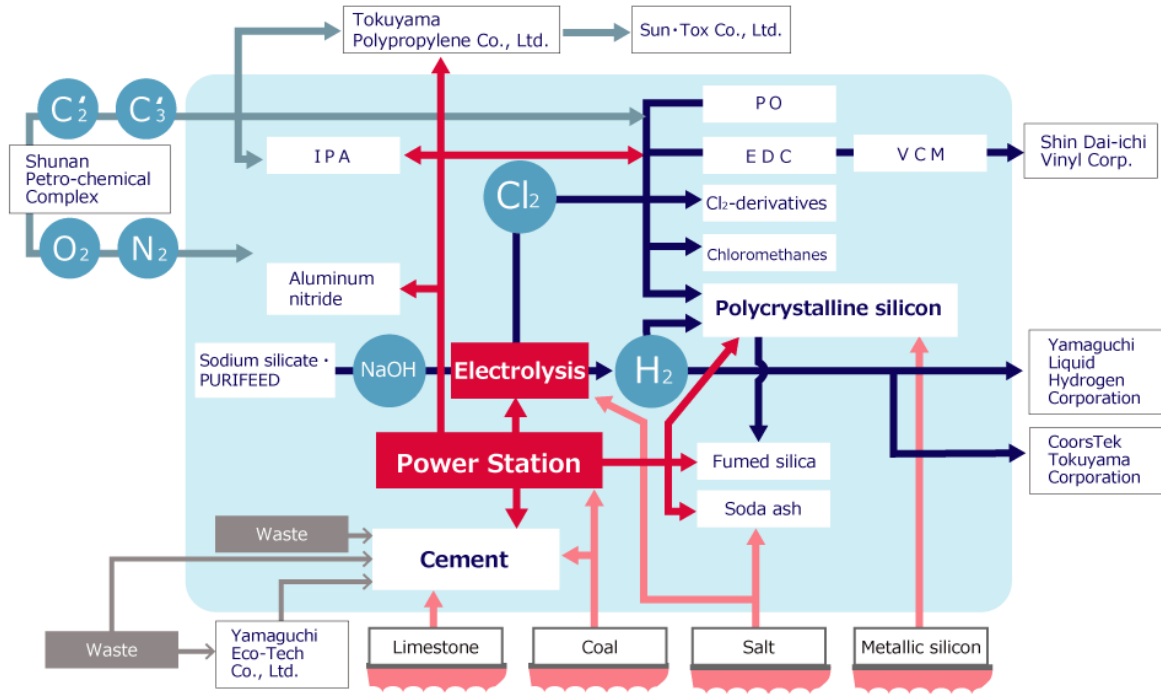 Tokuyama
Polypropylene Co., Ltd.
Sun･Tox Co., Ltd.
C'2
C'3
PO
Shunan
Petro-chemical
Complex
IPA
EDC
VCM
Shin Dai-ichi
Vinyl Corp.
Cl2
Cl2-derivatives
O2
N2
Chloromethanes
Aluminum
nitride
Polycrystalline silicon
Sodium silicate･
PURIFEED
NaOH
Electrolysis
H2
Yamaguchi
Liquid
Hydrogen
Corporation
Power Station
Fumed silica
CoorsTek
Tokuyama
Corporation
Soda ash
Waste
Cement
Waste
Yamaguchi
Eco-Tech
Co., Ltd.
Limestone
Coal
Salt
Metallic silicon